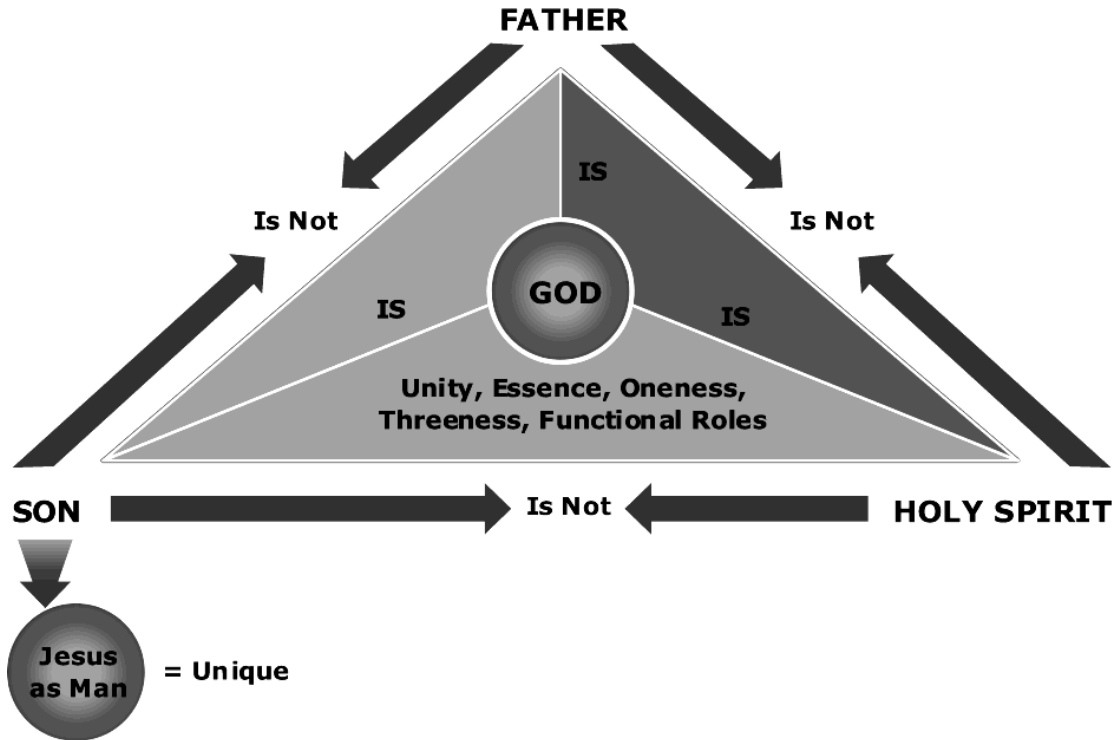 FATHER
IS
Is Not
Is Not
GOD
IS
IS
Unity, Essence, Oneness,
Threeness, Functional Roles
SON
Is Not
HOLY SPIRIT
Jesus
as Man
= Unique